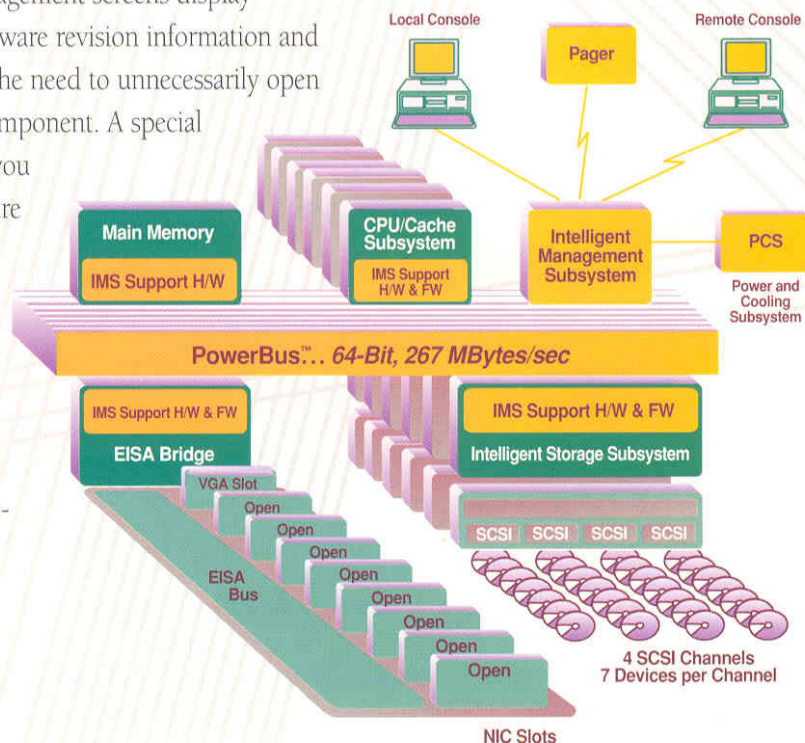 agement screens display
ware revision information and
he need to unnecessarily open
mponent. A special
you
re
-
Local Console
Pager
Remote Console
Main Memory
IMS Support H/W
CPU/Cache
Subsystem
IMS Support
H/W & FW
Intelligent
Management
Subsystem
PCS
Power and
Cooling
Subsystem
PowerBus™... 64-Bit, 267 MBytes/sec
IMS Support H/W & FW
EISA Bridge
IMS Support H/W & FW
Intelligent Storage Subsystem
VGA Slot
Open
Open
Open
Open
Open
Open
Open
Open
EISA
Bus
NIC Slots
SCSI SCSI SCSI SCSI
4 SCSI Channels
7 Devices per Channel